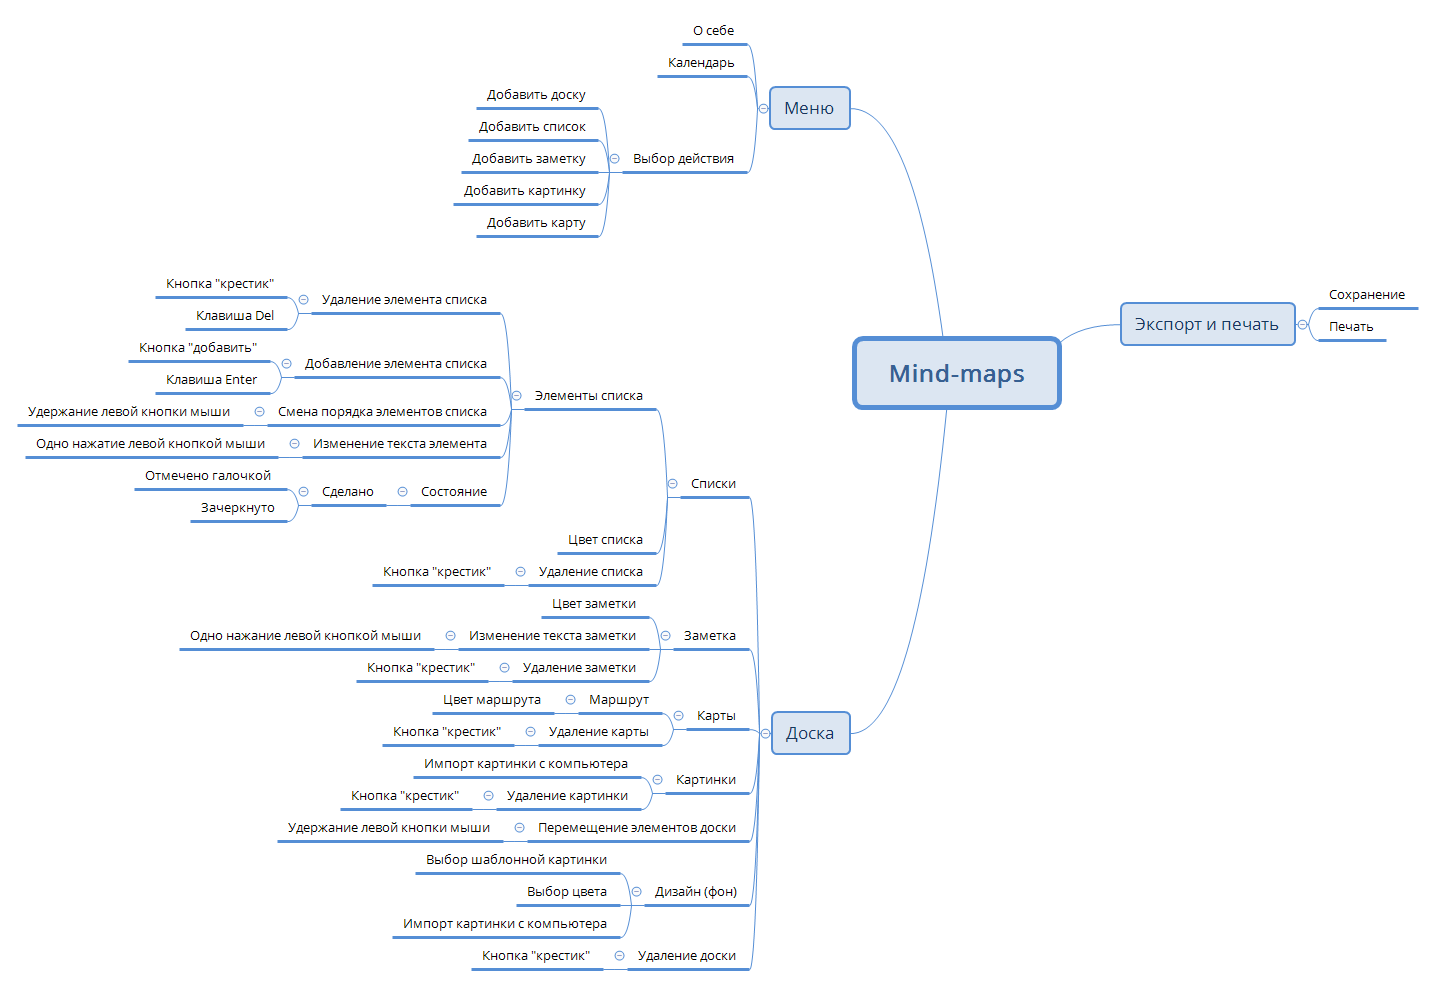 О себе
Календарь
Меню
Добавить доску
Добавить список
Добавить заметку
Добавить картинку
Добавить карту
Выбор действия
Кнопка "крестик"
Клавиша Del
Удаление элемента списка
Кнопка "добавить"
Клавиша Enter
Добавление элемента списка
Удержание левой кнопки мыши
Смена порядка элементов списка
Одно нажатие левой кнопкой мыши
Изменение текста элемента
Отмечено галочкой
Зачеркнуто
Сделано
Состояние
Элементы списка
Цвет списка
Кнопка "крестик"
Удаление списка
Списки
Цвет заметки
Одно нажание левой кнопкой мыши
Изменение текста заметки
Кнопка "крестик"
Удаление заметки
Заметка
Цвет маршрута
Маршрут
Кнопка "крестик"
Удаление карты
Карты
Импорт картинки с компьютера
Кнопка "крестик"
Удаление картинки
Картинки
Удержание левой кнопки мыши
Перемещение элементов доски
Выбор шаблонной картинки
Выбор цвета
Импорт картинки с компьютера
Дизайн (фон)
Кнопка "крестик"
Удаление доски
Доска
Mind-maps
Экспорт и печать
Сохранение
Печать